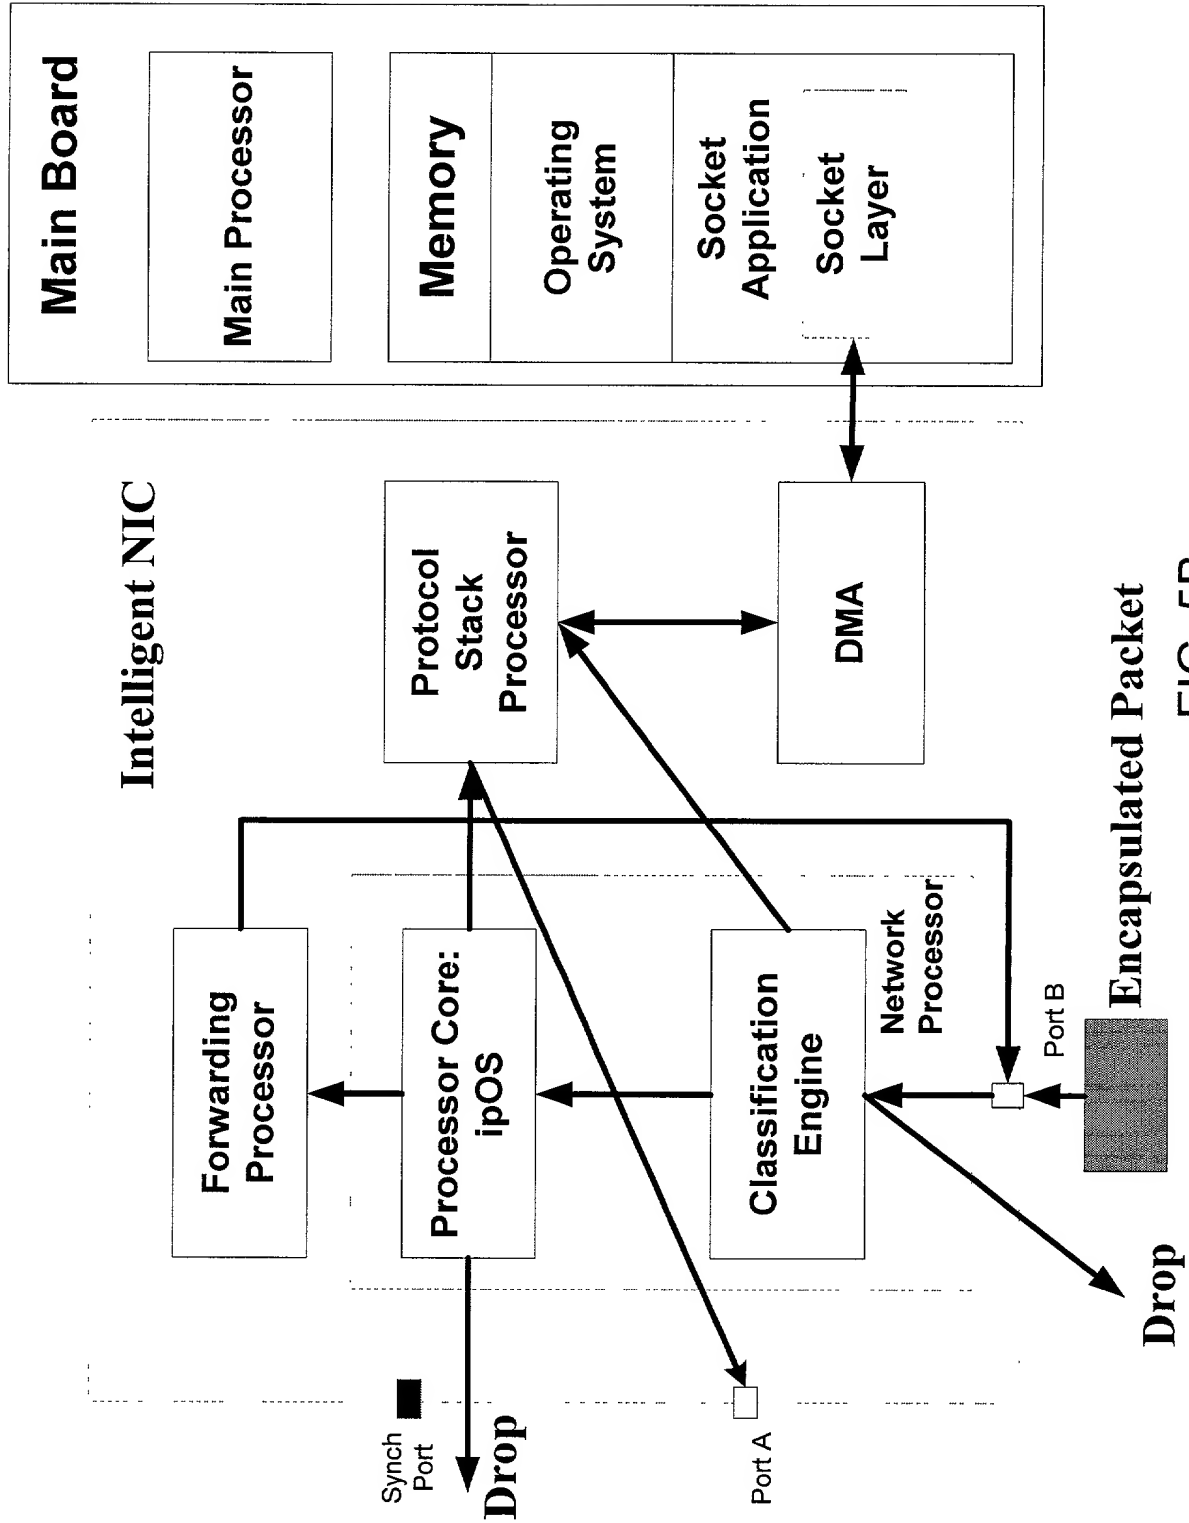 Main Board
Main Processor
Memory
Operating
System
Socket
Application
Socket
Layer
Intelligent NIC
Protocol
Stack
Processor
DMA
Forwarding
Processor
Processor Core:
ipOS
Classification
Engine
Network
Processor
Port B
Encapsulated Packet
Synch
Port
Drop
Port A
Drop